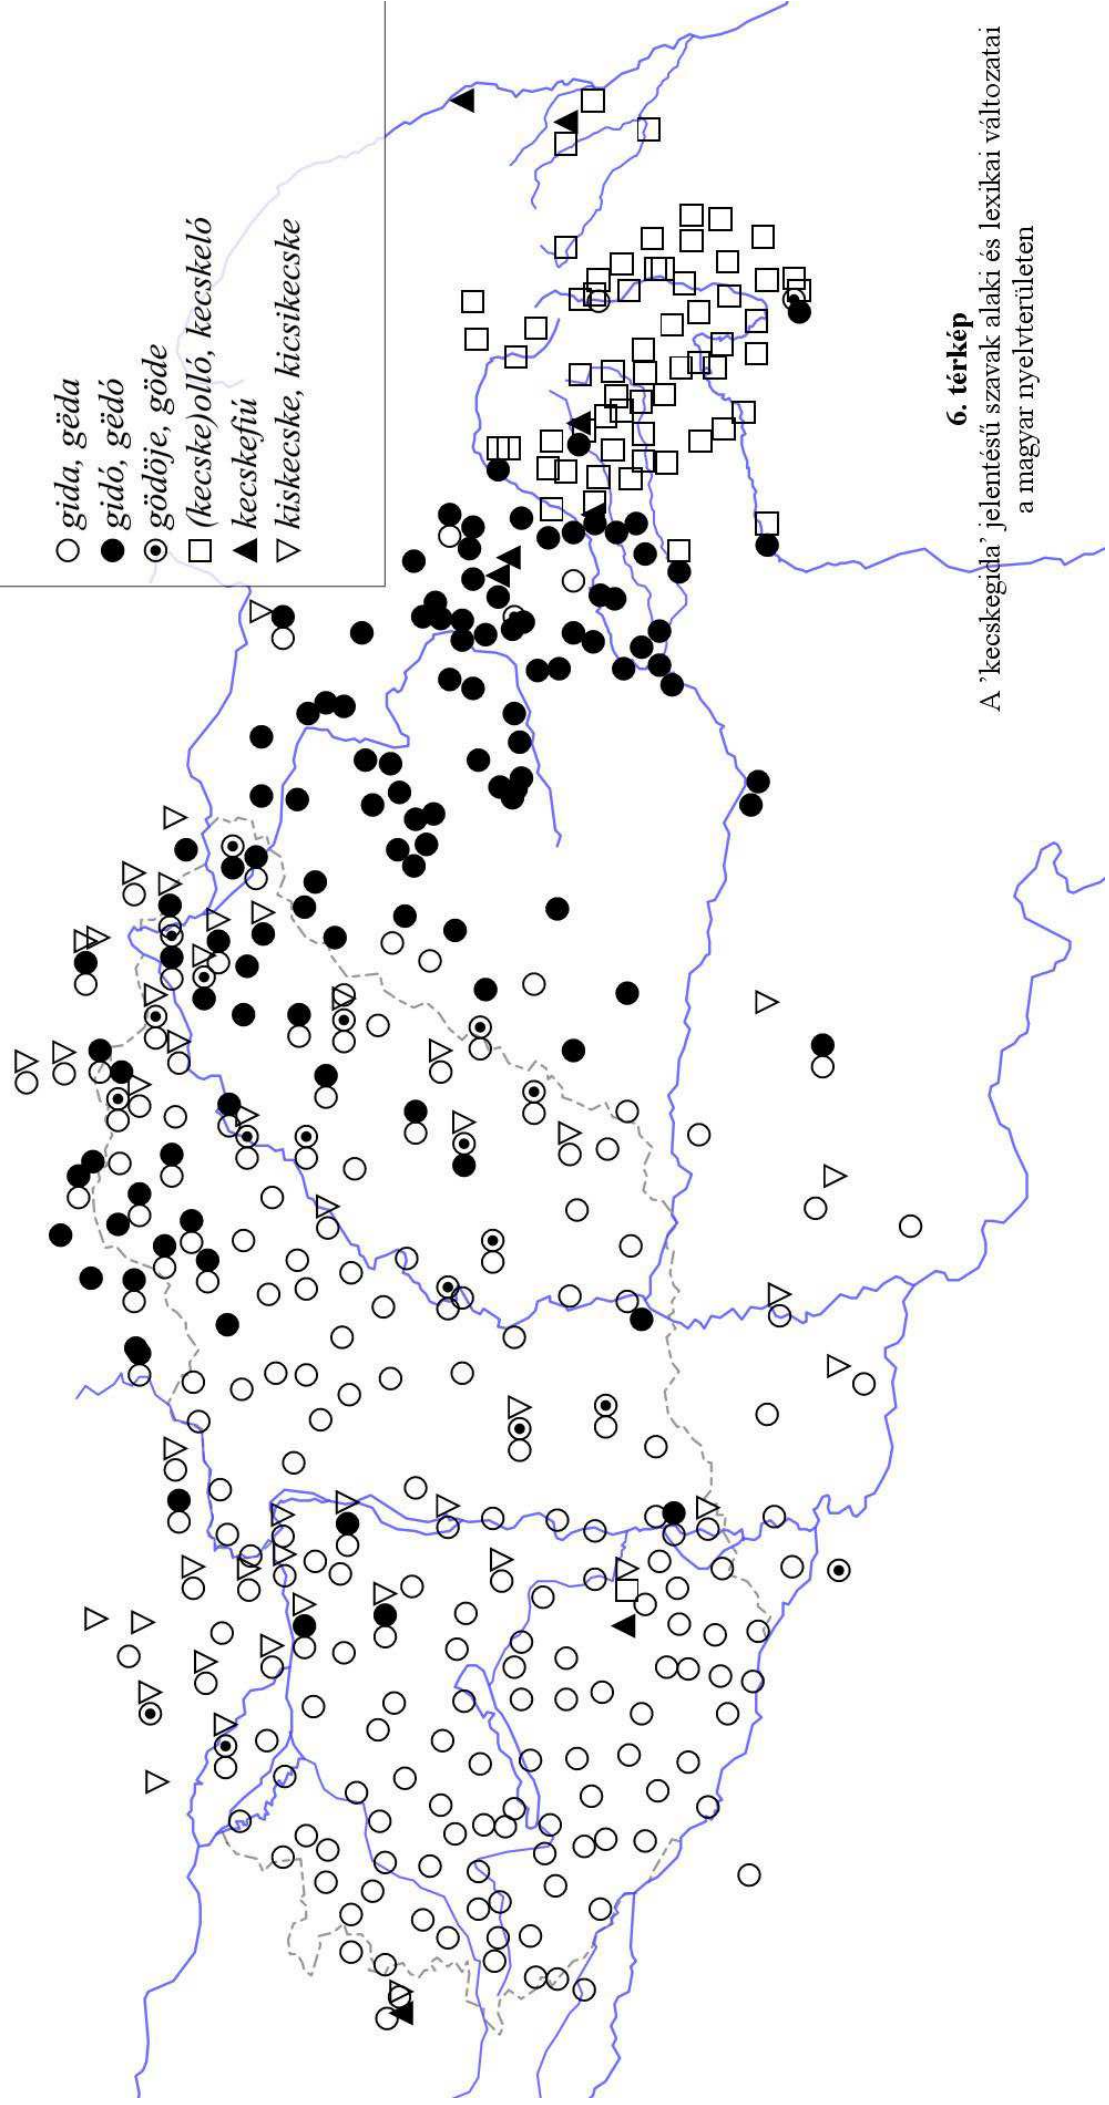 gida, gëda
gidó, gëdó
gödöje, göde
(kecske)olló, kecskeló
kecskefiú
kiskecske, kicsikecske
6. térkép
A ’kecskegida’ jelentésű szavak alaki és lexikai változatai
a magyar nyelvterületen